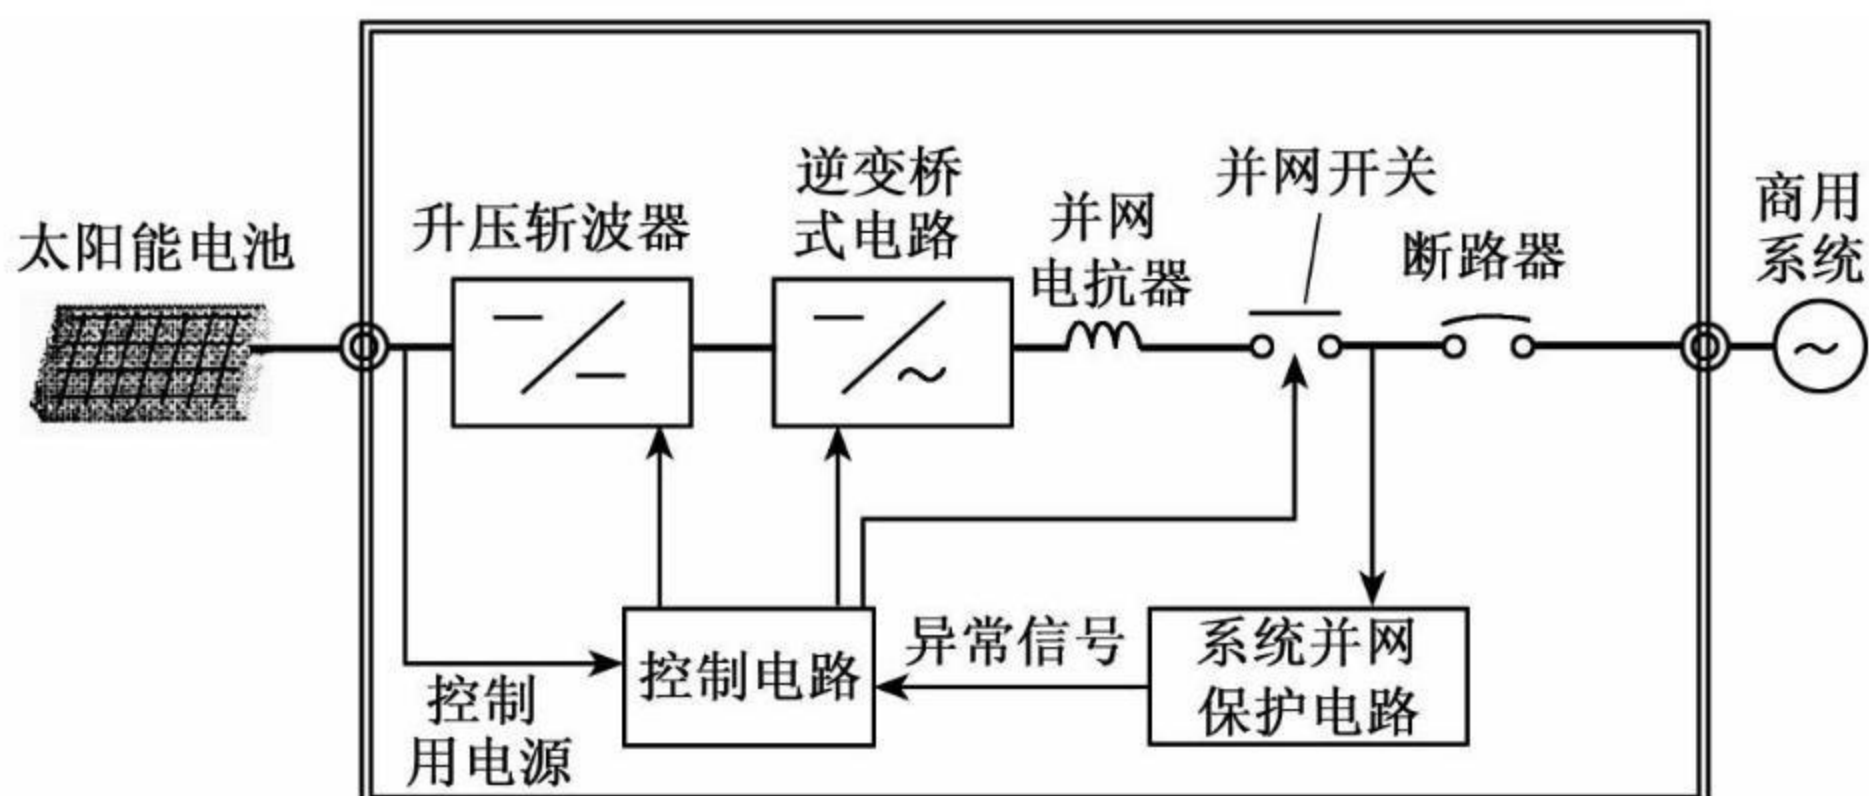 太阳能电池
升压斩波器
逆变桥
式电路
并网
电抗器
并网开关
断路器
商用
系统
控制
用电源
控制电路
异常信号
系统并网
保护电路